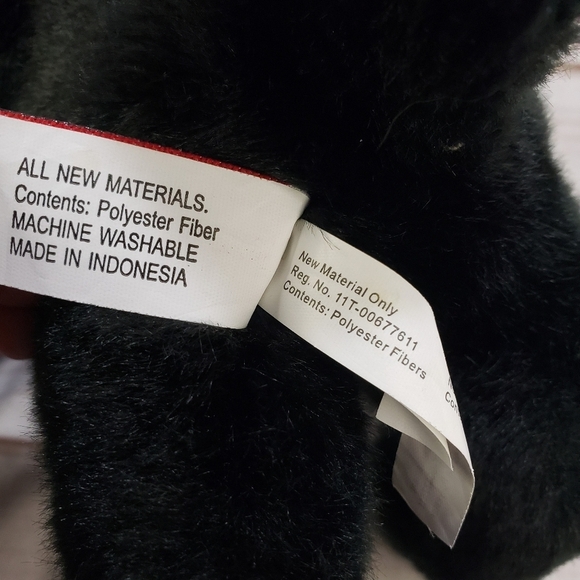 ALL NEW MATERIALS.
Contents: Polyester Fiber
MACHINE WASHABLE
MADE IN INDONESIA
New Material Only
Reg. No. 11T-00677611
Contents: Polyester Fibers